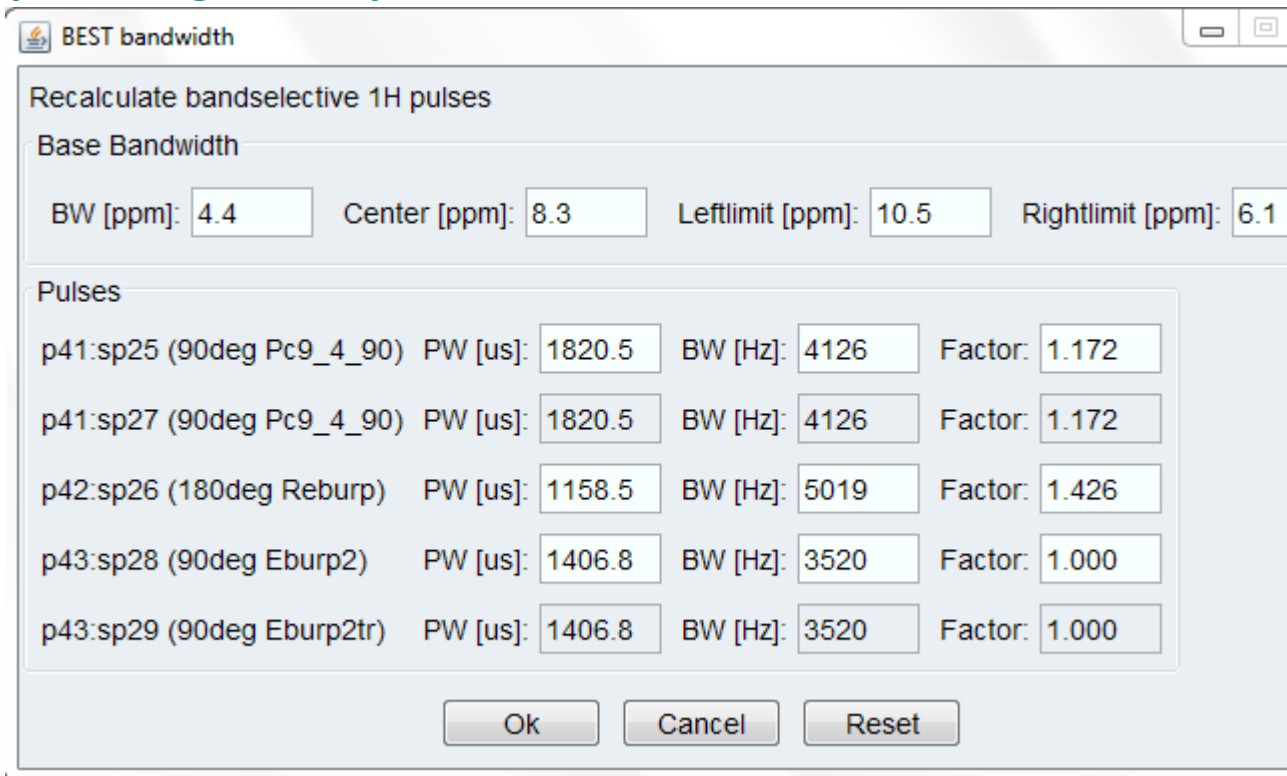 BEST bandwidth
Recalculate bandselective 1H pulses
Base Bandwidth
BW [ppm]: 4.4 Center [ppm]: 8.3 Leftlimit [ppm]: 10.5 Rightlimit [ppm]: 6.1
Pulses
p41:sp25 (90deg Pc9_4_90) PW [us]: 1820.5 BW [Hz]: 4126 Factor: 1.172
p41:sp27 (90deg Pc9_4_90) PW [us]: 1820.5 BW [Hz]: 4126 Factor: 1.172
p42:sp26 (180deg Reburp) PW [us]: 1158.5 BW [Hz]: 5019 Factor: 1.426
p43:sp28 (90deg Eburp2) PW [us]: 1406.8 BW [Hz]: 3520 Factor: 1.000
p43:sp29 (90deg Eburp2tr) PW [us]: 1406.8 BW [Hz]: 3520 Factor: 1.000
Ok Cancel Reset